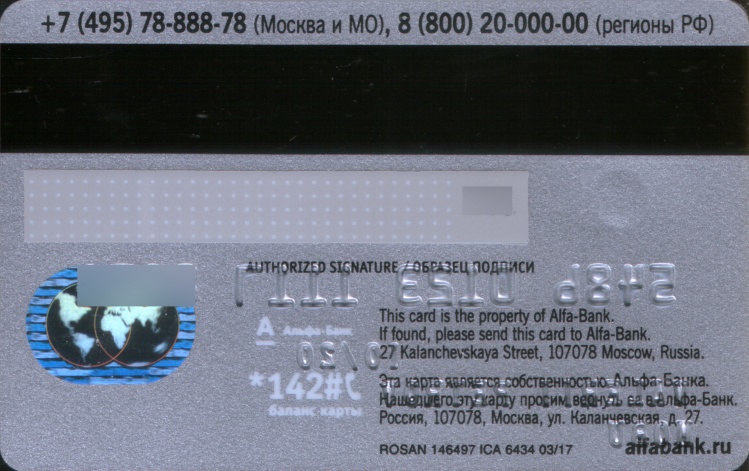 +7 (495) 78-888-78 (Москва и МО), 8 (800) 20-000-00 (регионы РФ)
AUTHORIZED SIGNATURE / ОБРАЗЕЦ ПОДПИСИ
This card is the property of Alfa-Bank.
If found, please send this card to Alfa-Bank.
27 Kalanchevskaya Street, 107078 Moscow, Russia.
А Альфа·Банк
*142#
баланс карты
Эта карта является собственностью Альфа-Банка.
Нашедшего эту карту просим вернуть ее в Альфа-Банк.
Россия, 107078, Москва, ул. Каланчевская, д. 27.
ROSAN 146497 ICA 6434 03/17
alfabank.ru